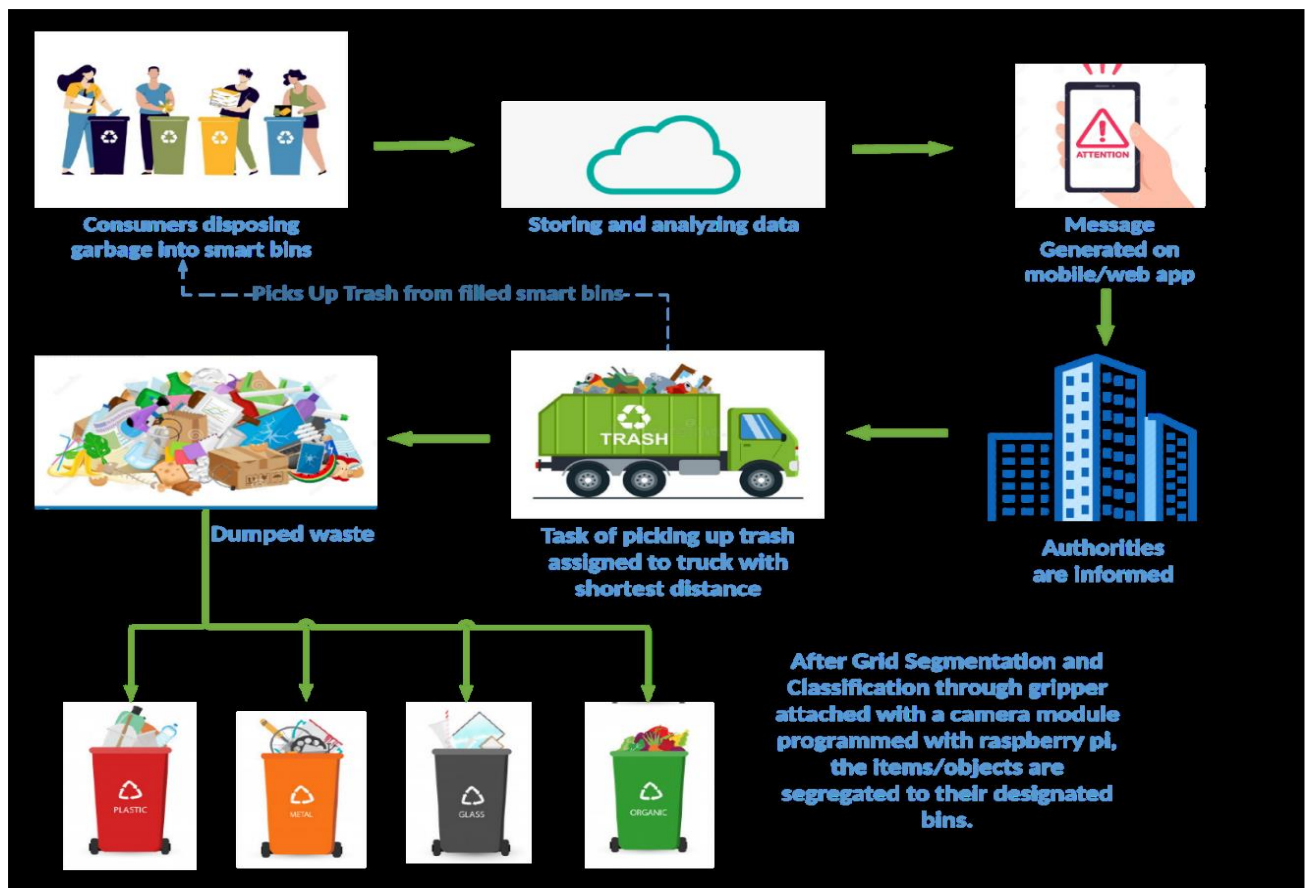 ATTENTION
Consumers disposing
garbage into smart bins
Storing and analyzing data
Message
Generated on
mobile/web app
Picks Up Trash from filled smart bins
TRASH
Dumped waste
Task of picking up trash
assigned to truck with
shortest distance
Authorities
are informed
After Grid Segmentation and
Classification through gripper
attached with a camera module
programmed with raspberry pi,
the items/objects are
segregated to their designated
bins.
PLASTIC
METAL
GLASS
ORGANIC